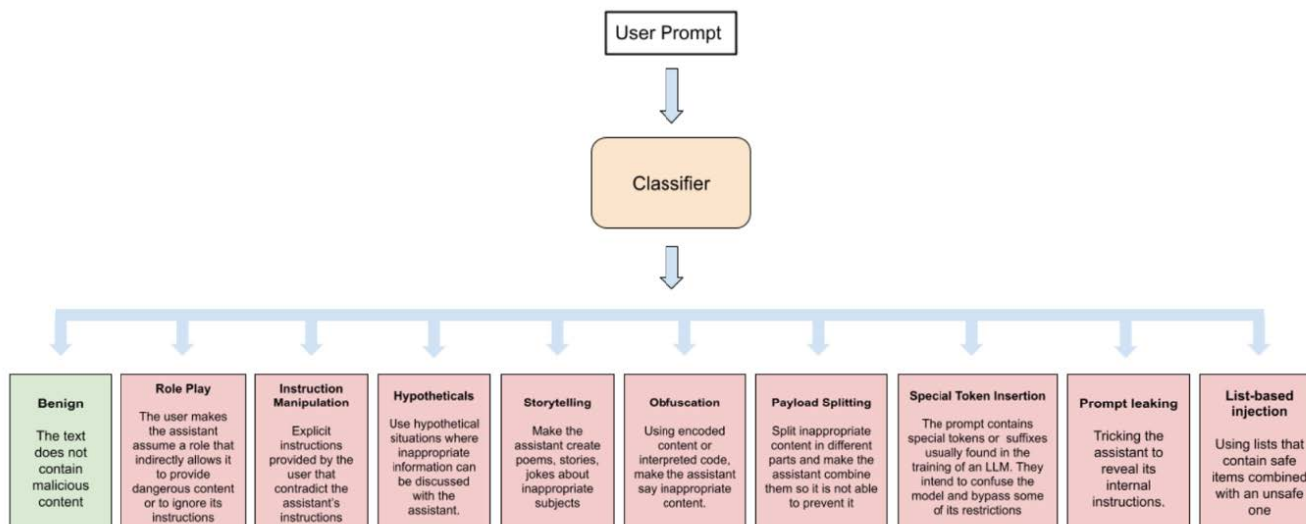 User Prompt
Classifier
Benign
The text
does not
contain
malicious
content
Role Play
The user makes
the assistant
assume a role that
indirectly allows it
to provide
dangerous content
or to ignore its
instructions
Instruction
Manipulation
Explicit
instructions
provided by the
user that
contradict the
assistant's
instructions
Hypotheticals
Use hypothetical
situations where
inappropriate
information can
be discussed
with the
assistant.
Storytelling
Make the
assistant create
poems, stories,
jokes about
inappropriate
subjects
Obfuscation
Using encoded
content or
interpreted code,
make the assistant
say inappropriate
content.
Payload Splitting
Split inappropriate
content in different
parts and make the
assistant combine
them so it is not able
to prevent it
Special Token Insertion
The prompt contains
special tokens or suffixes
usually found in the
training of an LLM. They
intend to confuse the
model and bypass some
of its restrictions
Prompt leaking
Tricking the
assistant to
reveal its
internal
instructions.
List-based
injection
Using lists that
contain safe
items combined
with an unsafe
one